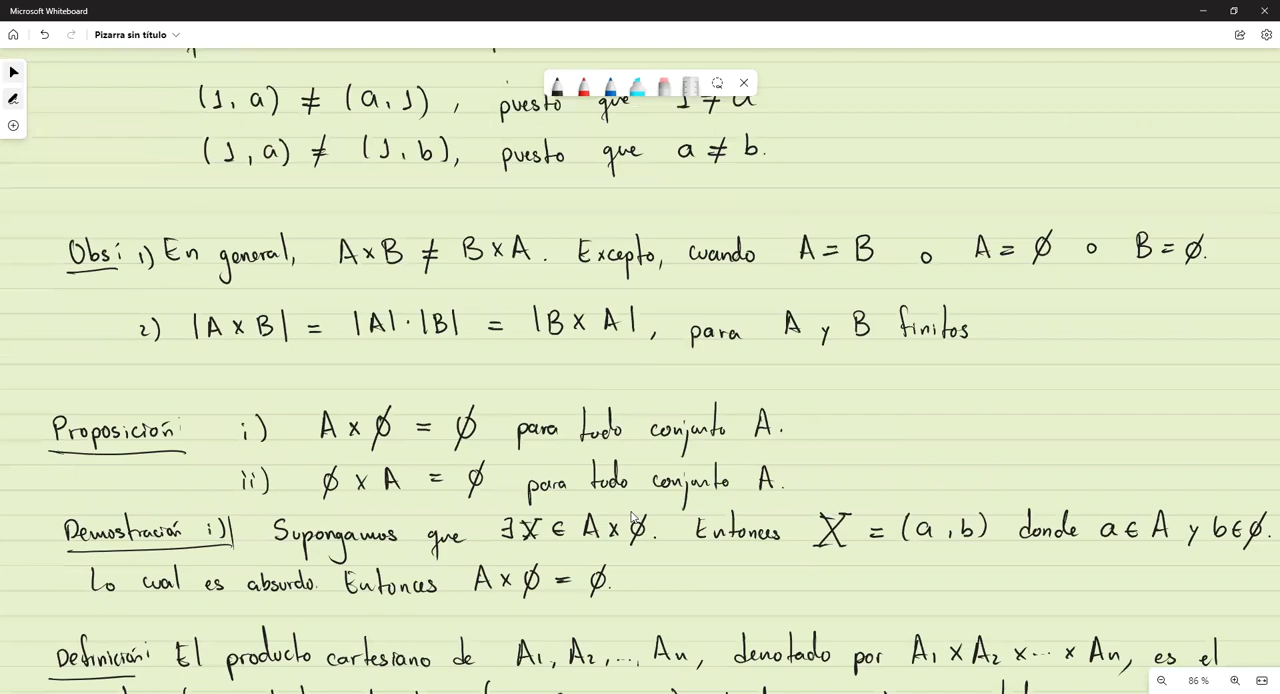 Microsoft Whiteboard
Pizarra sin título
(1, a) ≠ (a, 1), puesto que 1 ≠ a
(1, a) ≠ (1, b), puesto que a ≠ b.
Obs: 1) En general, A × B ≠ B × A. Excepto, cuando A = B o A = ∅ o B = ∅.
2) |A × B| = |A|·|B| = |B × A|, para A y B finitos
Proposición: i) A × ∅ = ∅ para todo conjunto A.
ii) ∅ × A = ∅ para todo conjunto A.
Demostración i)| Supongamos que ∃ X ∈ A × ∅. Entonces X = (a, b) donde a ∈ A y b ∈ ∅.
Lo cual es absurdo. Entonces A × ∅ = ∅.
Definición: El producto cartesiano de A₁, A₂, ..., Aₙ, denotado por A₁ × A₂ × ··· × Aₙ, es el
86 %